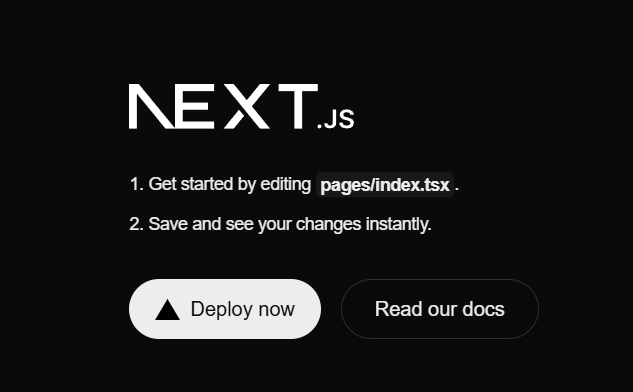 NEXT.JS
1. Get started by editing pages/index.tsx.
2. Save and see your changes instantly.
Deploy now
Read our docs